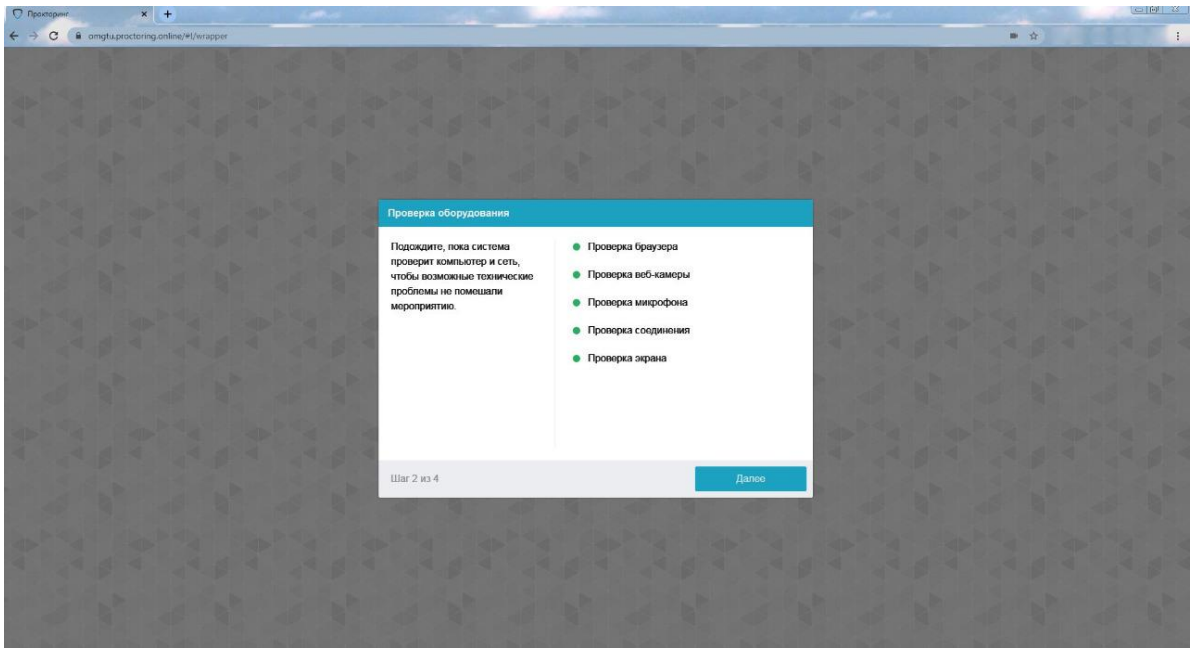 Прокторинг
omgtu.proctoring.online/#!/wrapper
Проверка оборудования
Подождите, пока система
проверит компьютер и сеть,
чтобы возможные технические
проблемы не помешали
мероприятию.
Проверка браузера
Проверка веб-камеры
Проверка микрофона
Проверка соединения
Проверка экрана
Шаг 2 из 4
Далее